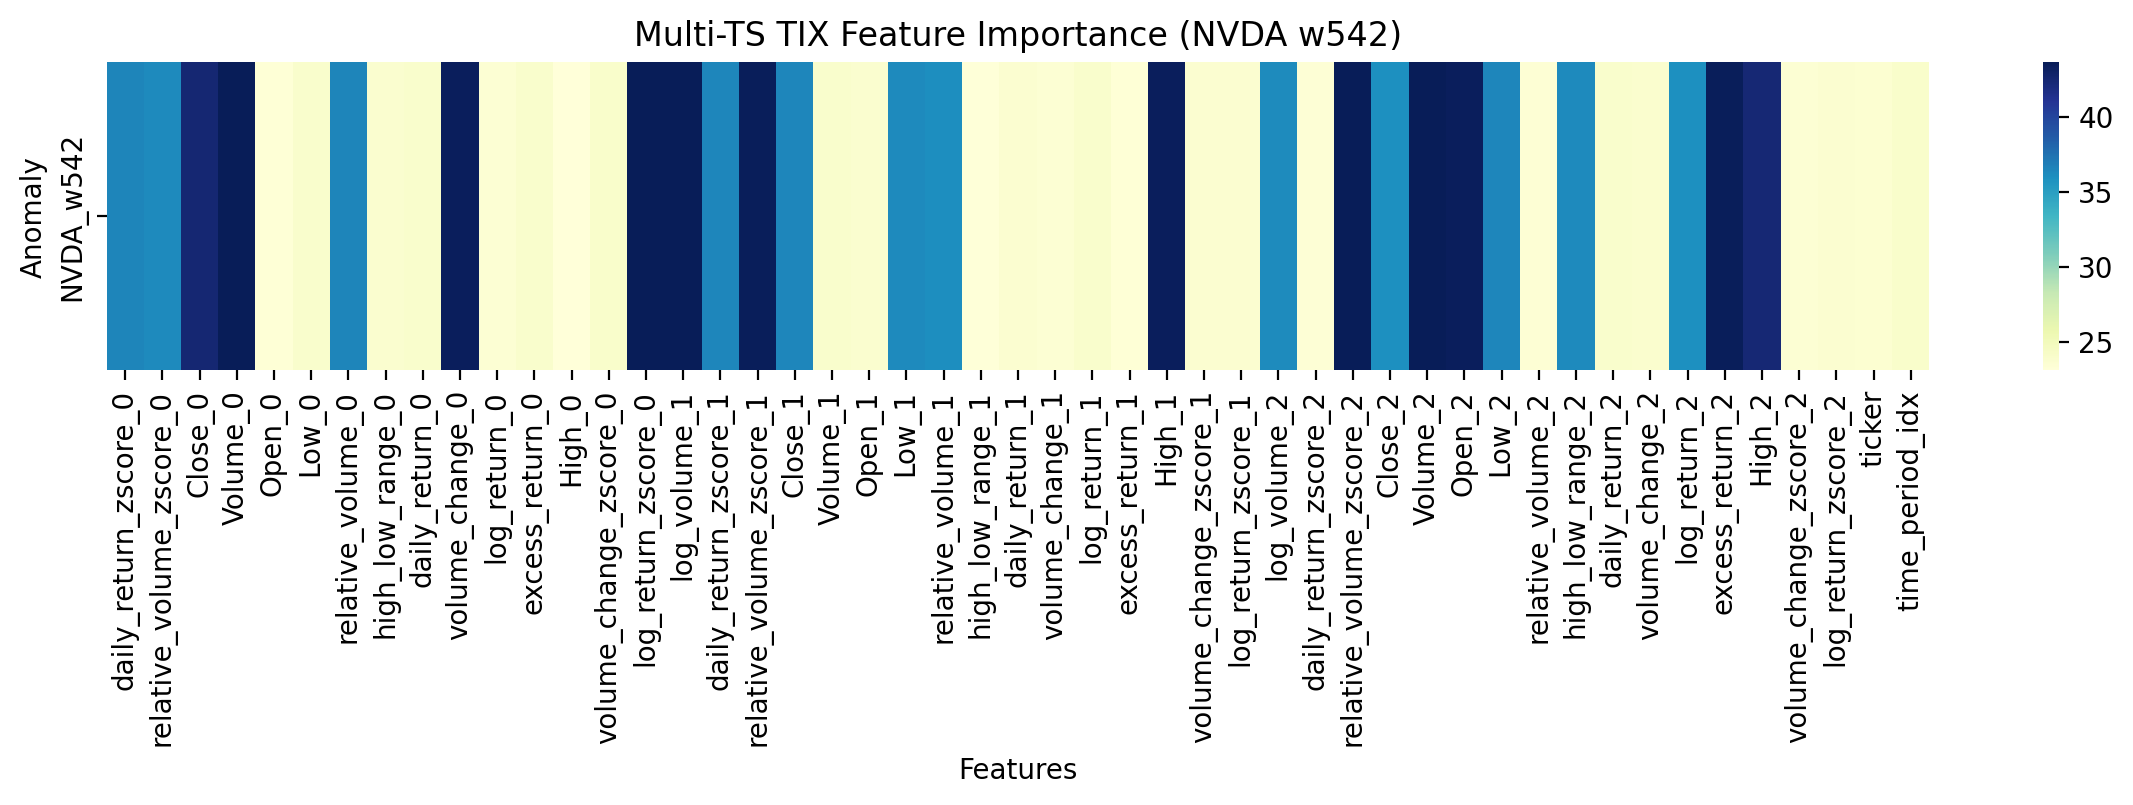 Multi-TS TIX Feature Importance (NVDA w542)
Anomaly
NVDA_w542
40
35
30
25
daily_return_zscore_0
relative_volume_zscore_0
Close_0
Volume_0
Open_0
Low_0
relative_volume_0
high_low_range_0
daily_return_0
volume_change_0
log_return_0
excess_return_0
High_0
volume_change_zscore_0
log_return_zscore_0
log_volume_1
daily_return_zscore_1
relative_volume_zscore_1
Close_1
Volume_1
Open_1
Low_1
relative_volume_1
high_low_range_1
daily_return_1
volume_change_1
log_return_1
excess_return_1
High_1
volume_change_zscore_1
log_return_zscore_1
log_volume_2
daily_return_zscore_2
relative_volume_zscore_2
Close_2
Volume_2
Open_2
Low_2
relative_volume_2
high_low_range_2
daily_return_2
volume_change_2
log_return_2
excess_return_2
High_2
volume_change_zscore_2
log_return_zscore_2
ticker
time_period_idx
Features